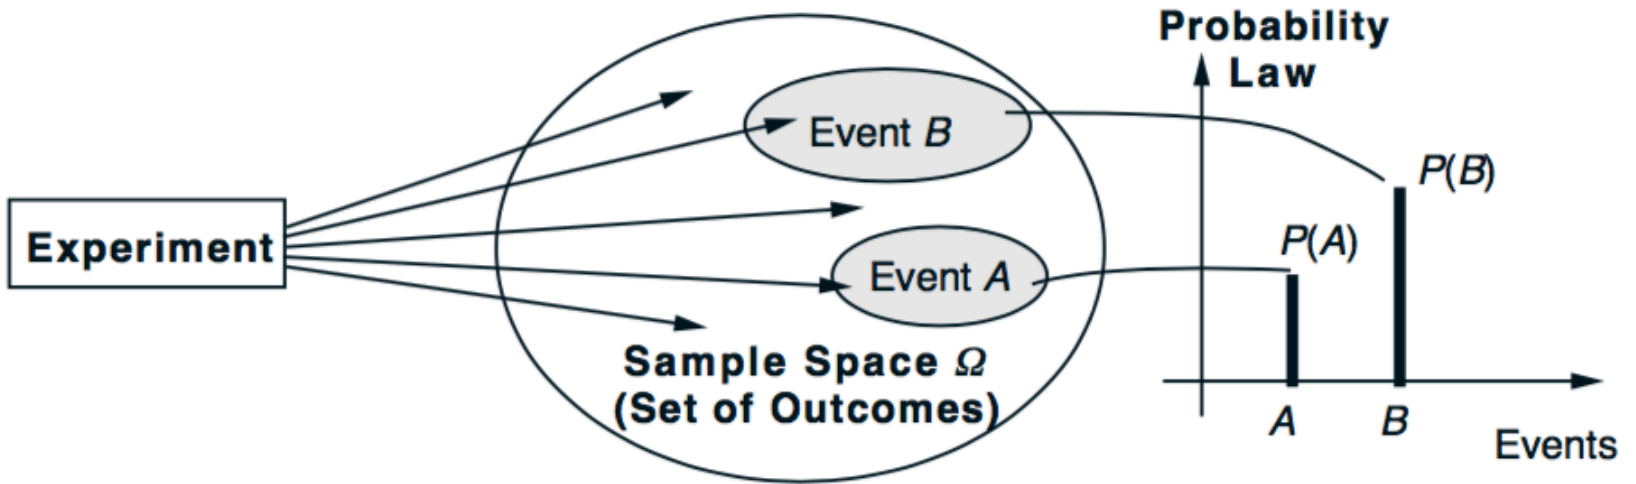 Experiment
Event B
Event A
Sample Space Ω
(Set of Outcomes)
Probability
Law
P(B)
P(A)
A
B
Events